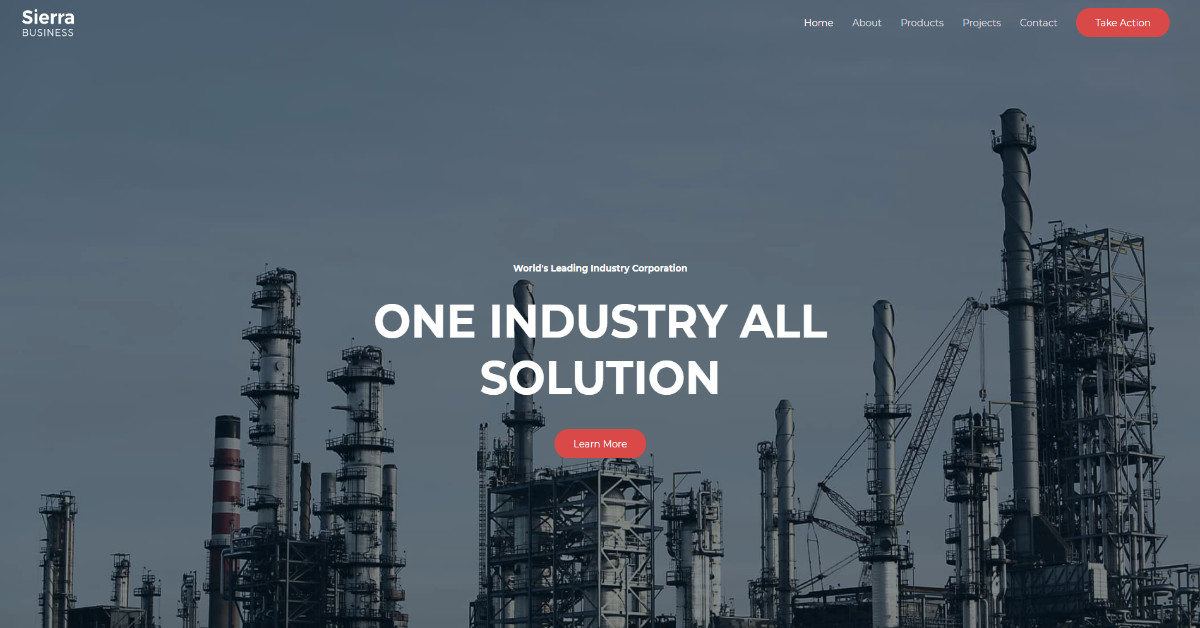 Sierra
BUSINESS
Home About Products Projects Contact Take Action
World's Leading Industry Corporation
ONE INDUSTRY ALL
SOLUTION
Learn More